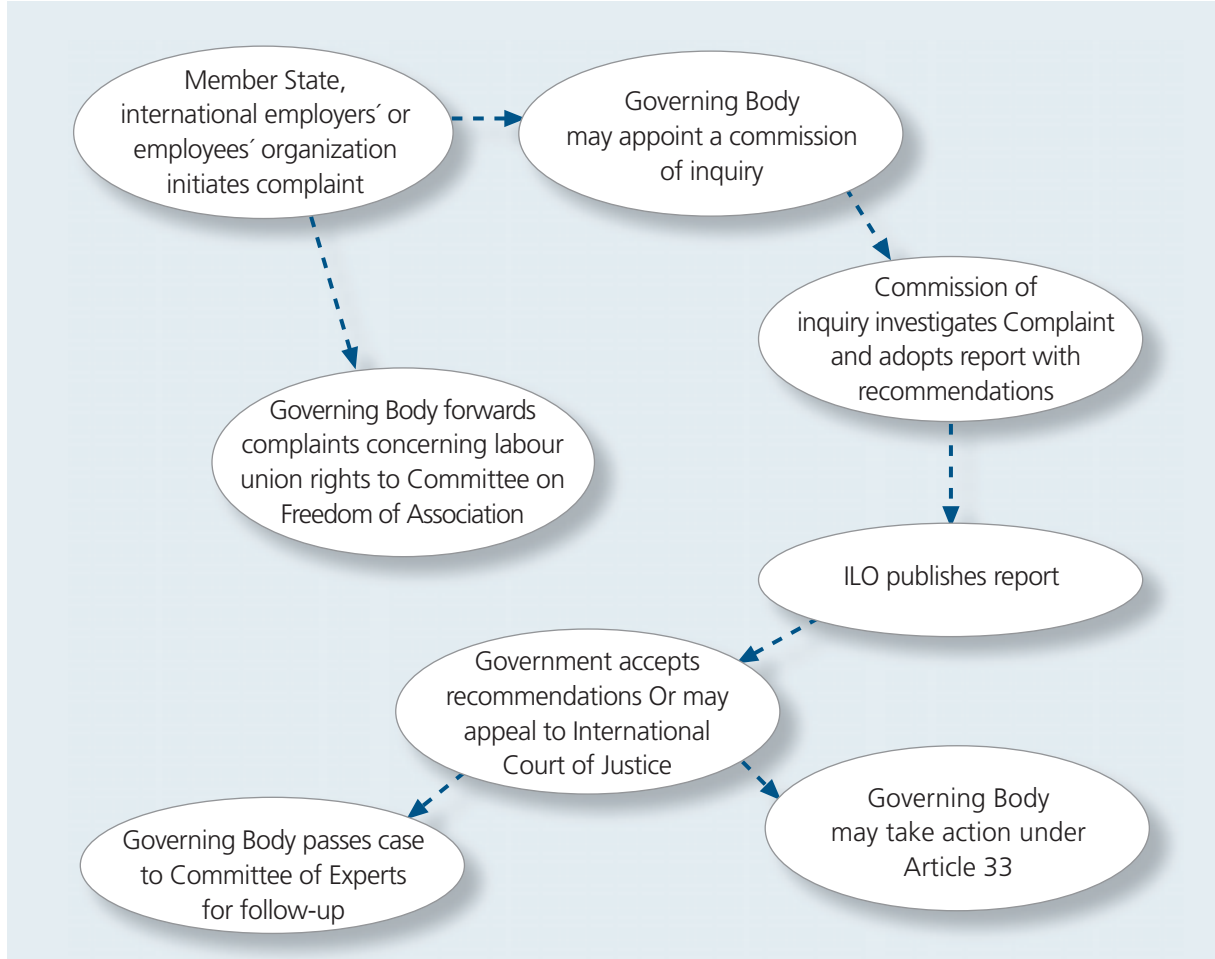 Member State,
international employers´ or
employees´ organization
initiates complaint
Governing Body
may appoint a commission
of inquiry
Commission of
inquiry investigates Complaint
and adopts report with
recommendations
Governing Body forwards
complaints concerning labour
union rights to Committee on
Freedom of Association
ILO publishes report
Government accepts
recommendations Or may
appeal to International
Court of Justice
Governing Body
may take action under
Article 33
Governing Body passes case
to Committee of Experts
for follow-up